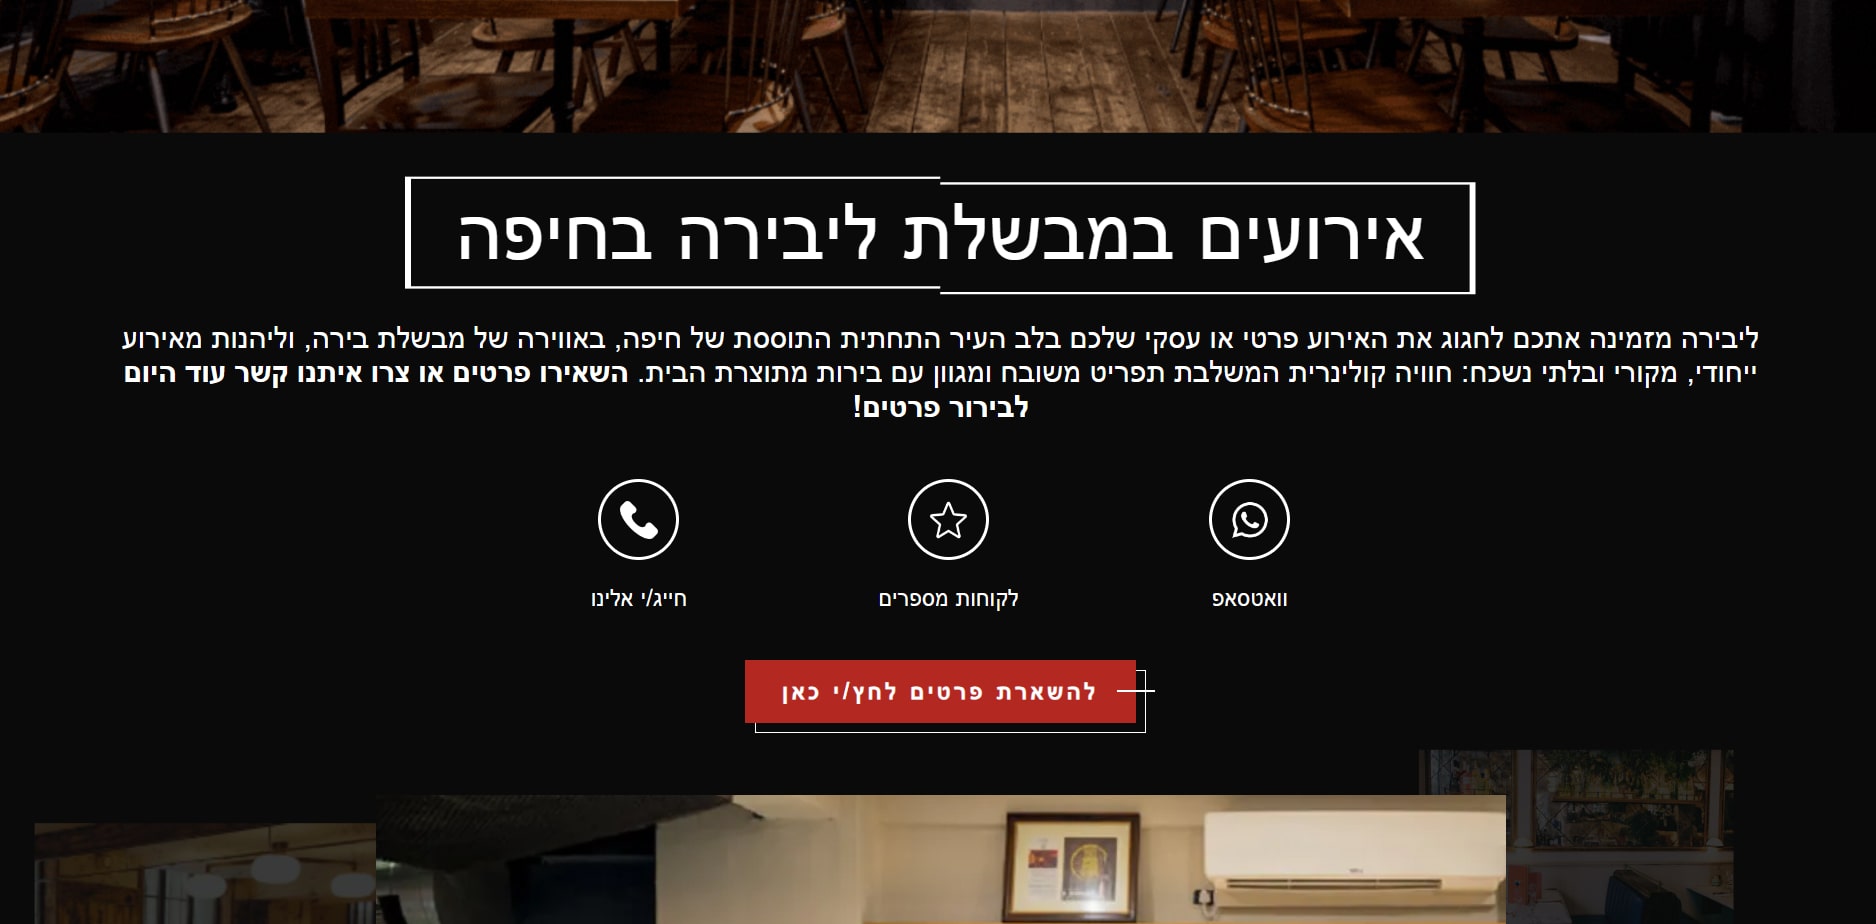 אירועים במבשלת ליבירה בחיפה
ליבירה מזמינה אתכם לחגוג את האירוע פרטי או עסקי שלכם בלב העיר התחתית התוססת של חיפה, באווירה של מבשלת בירה, וליהנות מאירוע
ייחודי, מקורי ובלתי נשכח: חוויה קולינרית המשלבת תפריט משובח ומגוון עם בירות מתוצרת הבית. השאירו פרטים או צרו איתנו קשר עוד היום
לבירור פרטים!
וואטסאפ
לקוחות מספרים
חייג/י אלינו
להשארת פרטים לחץ/י כאן